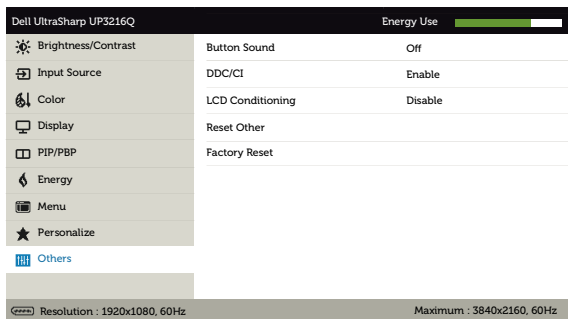 Dell UltraSharp UP3216Q Energy Use
Brightness/Contrast Button Sound Off
Input Source DDC/CI Enable
Color LCD Conditioning Disable
Display Reset Other
PIP/PBP Factory Reset
Energy
Menu
Personalize
Others
Resolution : 1920x1080, 60Hz Maximum : 3840x2160, 60Hz